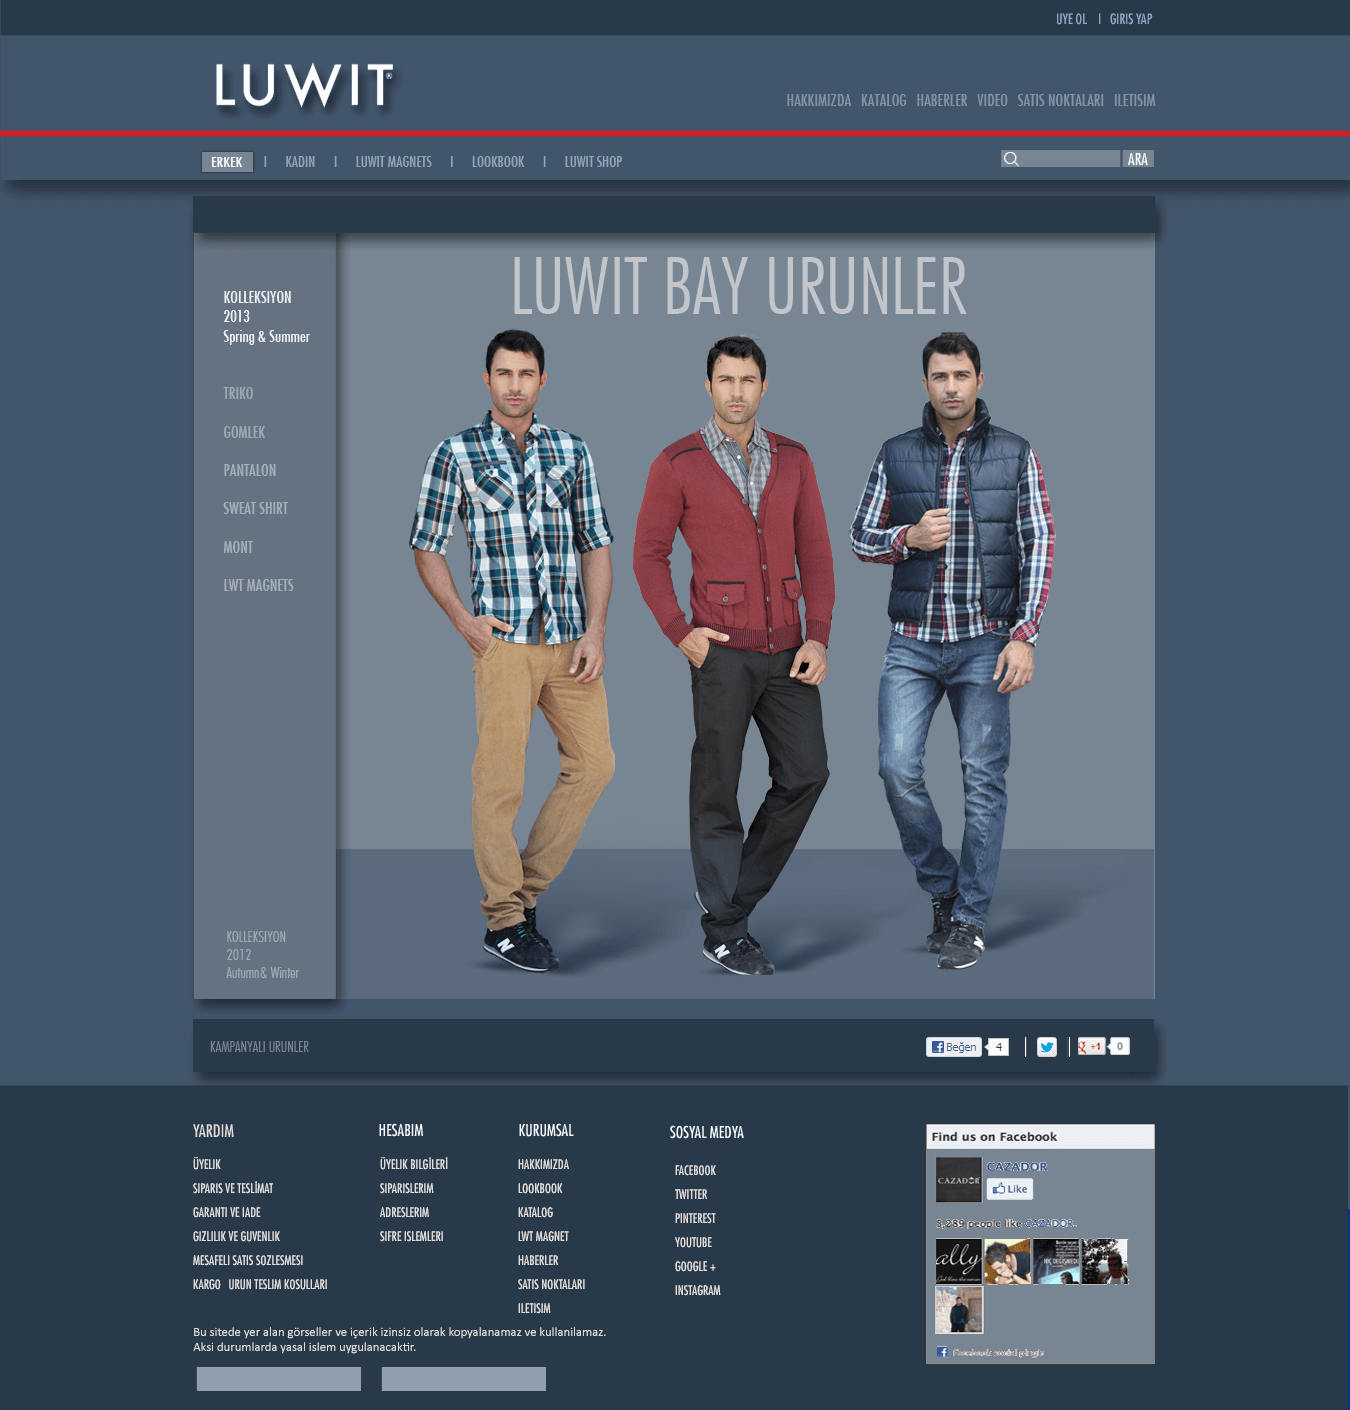 UYE OL | GIRIS YAP
LUWIT®
HAKKIMIZDA KATALOG HABERLER VIDEO SATIS NOKTALARI ILETISIM
ERKEK | KADIN | LUWIT MAGNETS | LOOKBOOK | LUWIT SHOP
ARA
LUWIT BAY URUNLER
KOLLEKSIYON
2013
Spring & Summer
TRIKO
GOMLEK
PANTALON
SWEAT SHIRT
MONT
LWT MAGNETS
KOLLEKSIYON
2012
Autumn& Winter
N
N
N
KAMPANYALI URUNLER
Beğen 4
g +1 0
YARDIM
ÜYELIK
SIPARIS VE TESLİMAT
GARANTI VE IADE
GIZLILIK VE GUVENLIK
MESAFELI SATIS SOZLESMESI
KARGO URUN TESLIM KOSULLARI
HESABIM
ÜYELIK BILGİLERİ
SIPARISLERIM
ADRESLERIM
SIFRE ISLEMLERI
KURUMSAL
HAKKIMIZDA
LOOKBOOK
KATALOG
LWT MAGNET
HABERLER
SATIS NOKTALARI
ILETISIM
SOSYAL MEDYA
FACEBOOK
TWITTER
PINTEREST
YOUTUBE
GOOGLE +
INSTAGRAM
Find us on Facebook
CAZADOR
CAZADOR
Like
3,289 people like CAZADOR.
ally
Facebook social plugin
Bu sitede yer alan görseller ve içerik izinsiz olarak kopyalanamaz ve kullanilamaz.
Aksi durumlarda yasal islem uygulanacaktir.